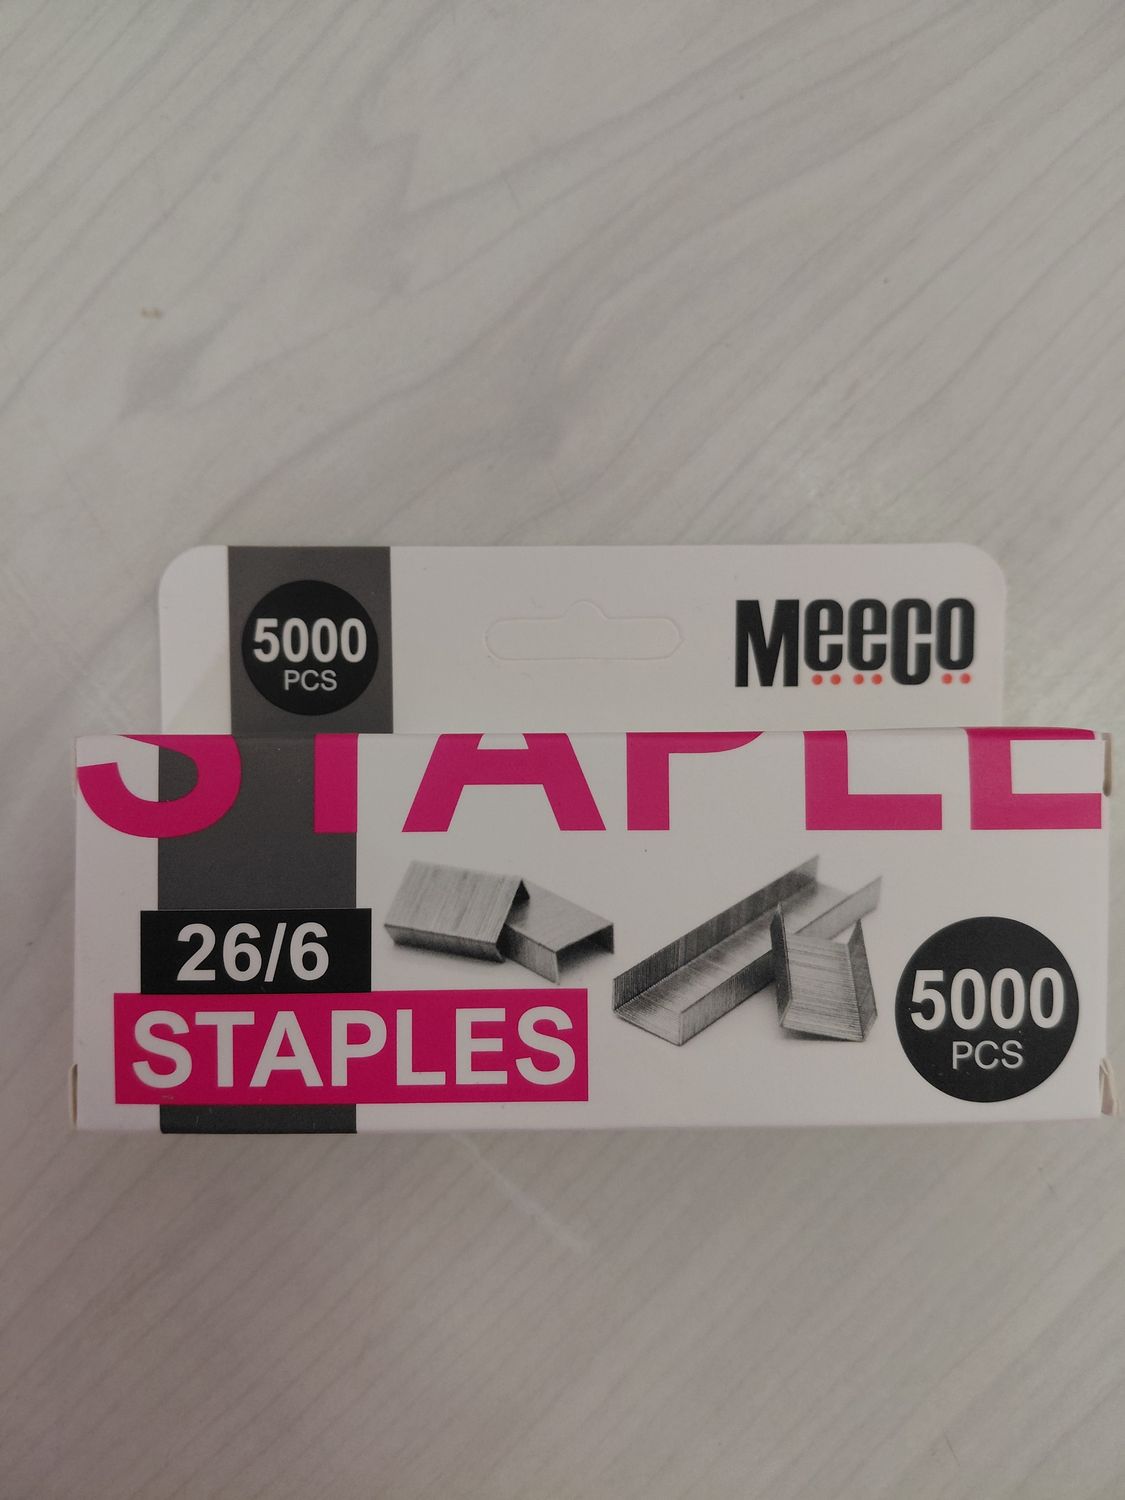 5000
PCS
Meeco
STAPLE
26/6
STAPLES
5000
PCS